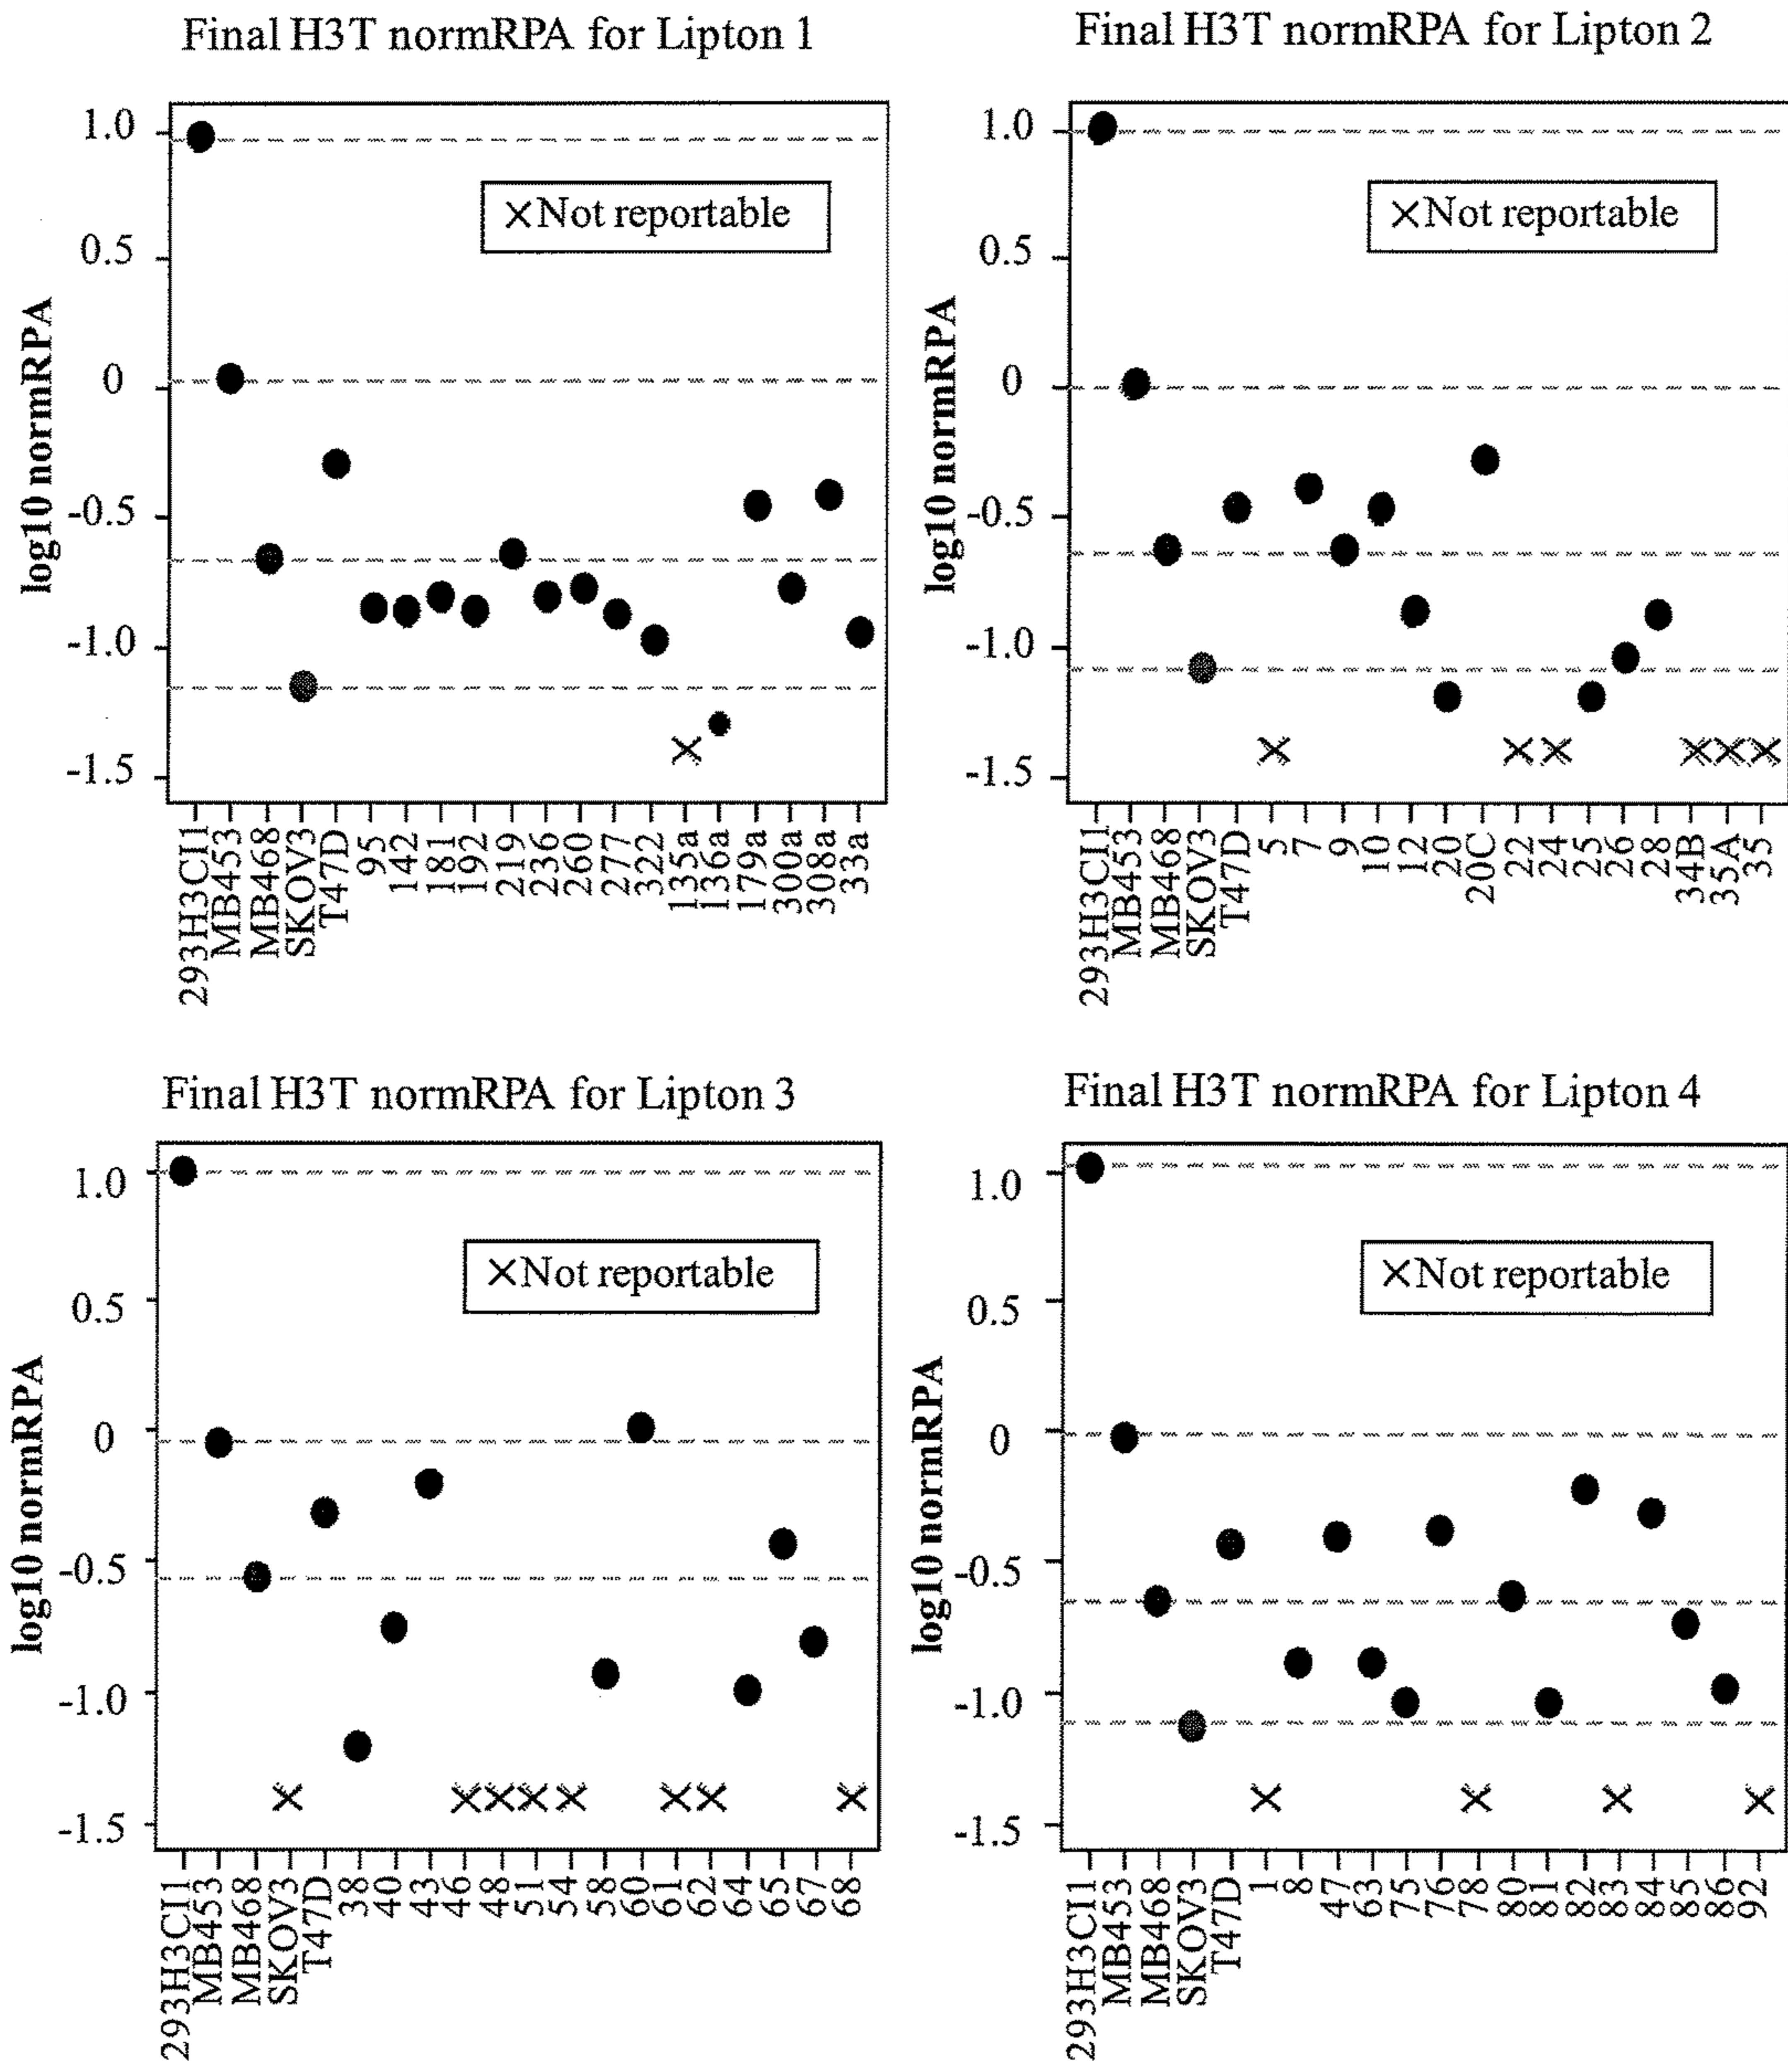 Final H3T normRPA for Lipton 1
log10 normRPA
1.0
0.5
0
-0.5
-1.0
-1.5
×Not reportable
293H3CI1
MB453
MB468
SKOV3
T47D
95
142
181
192
219
236
260
277
322
135a
136a
179a
300a
308a
33a
Final H3T normRPA for Lipton 2
log10 normRPA
1.0
0.5
0
-0.5
-1.0
-1.5
×Not reportable
293H3CI1
MB453
MB468
SKOV3
T47D
5
7
9
10
12
20
20C
22
24
25
26
28
34B
35A
35
Final H3T normRPA for Lipton 3
log10 normRPA
1.0
0.5
0
-0.5
-1.0
-1.5
×Not reportable
293H3CI1
MB453
MB468
SKOV3
T47D
38
40
43
46
48
51
54
58
60
61
62
64
65
67
68
Final H3T normRPA for Lipton 4
log10 normRPA
1.0
0.5
0
-0.5
-1.0
-1.5
×Not reportable
293H3CI1
MB453
MB468
SKOV3
T47D
1
8
47
63
75
76
78
80
81
82
83
84
85
86
92